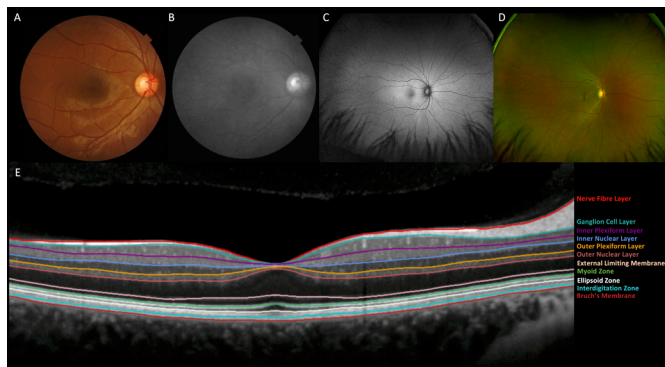 A
B
C
D
E
Nerve Fibre Layer
Ganglion Cell Layer
Inner Plexiform Layer
Inner Nuclear Layer
Outer Plexiform Layer
Outer Nuclear Layer
External Limiting Membrane
Myoid Zone
Ellipsoid Zone
Interdigitation Zone
Bruch's Membrane